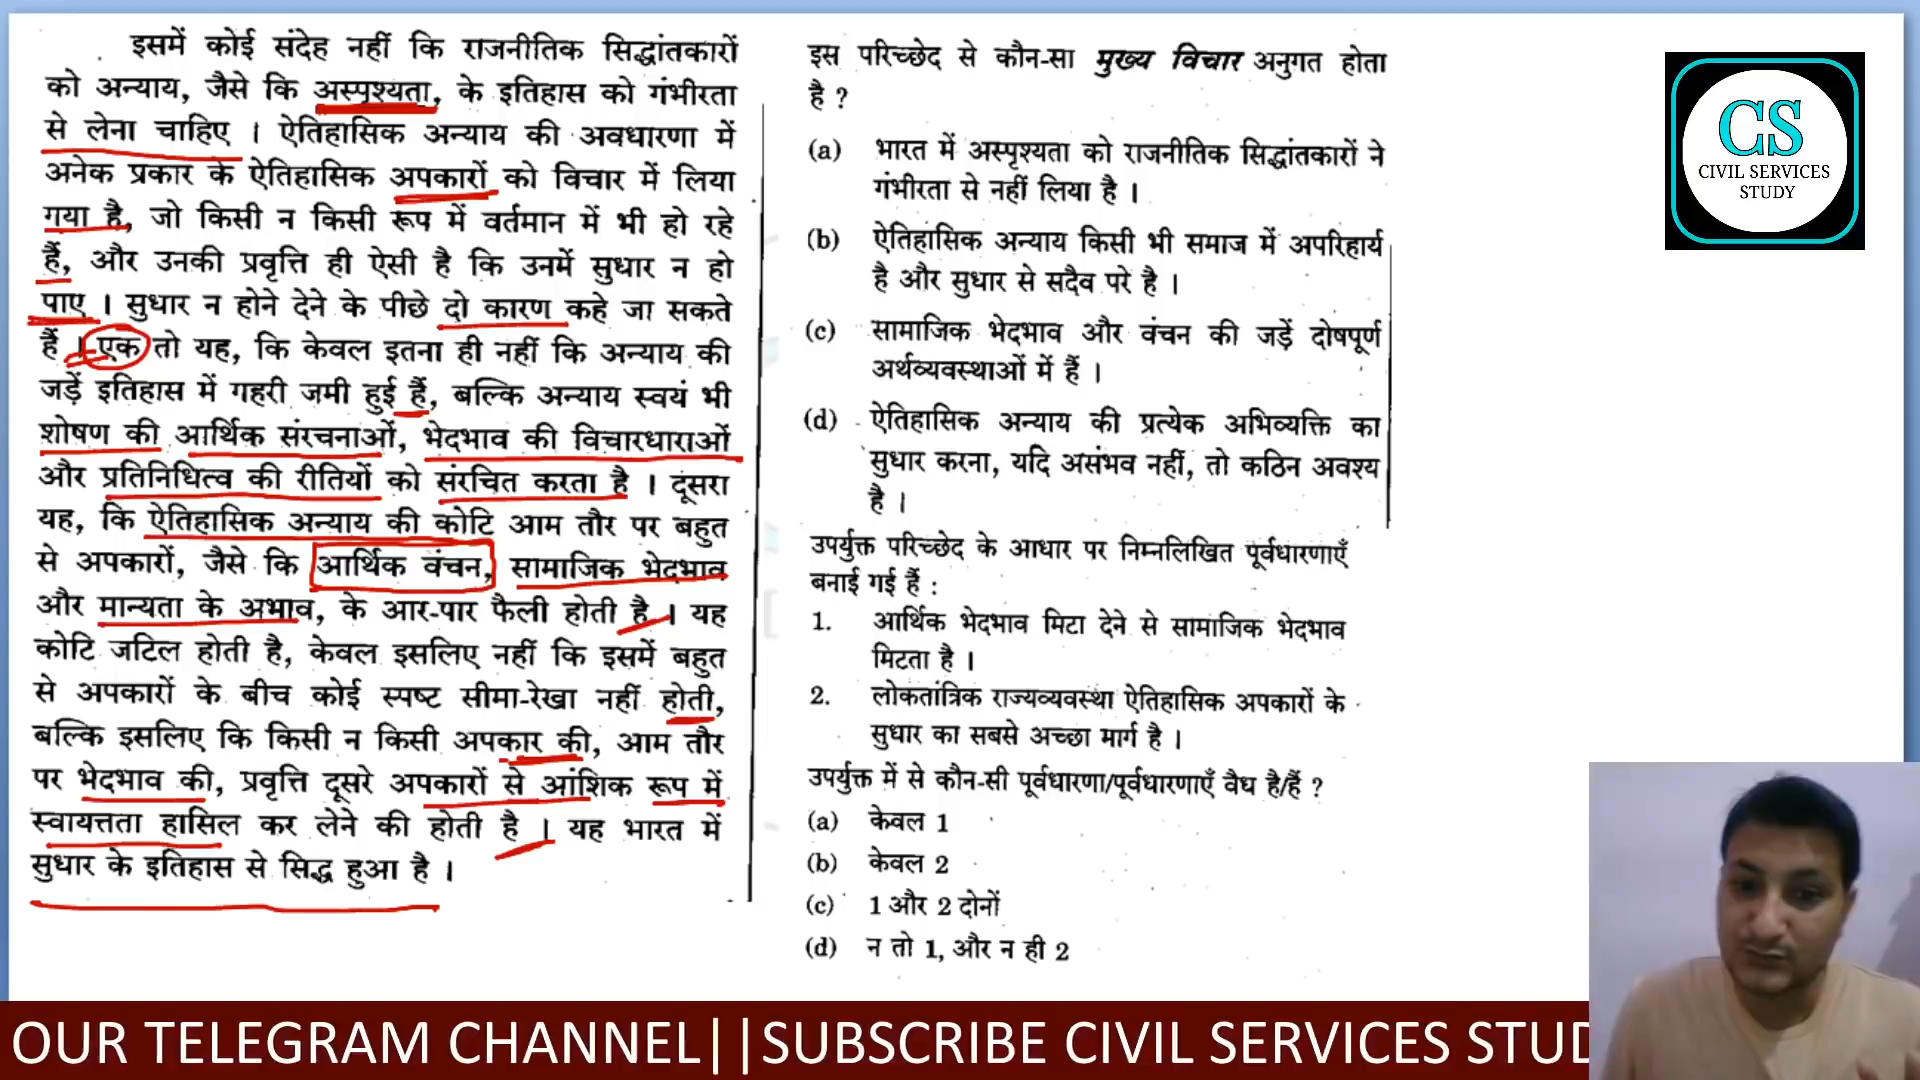 इसमें कोई संदेह नहीं कि राजनीतिक सिद्धांतकारों
को अन्याय, जैसे कि अस्पृश्यता, के इतिहास को गंभीरता
से लेना चाहिए । ऐतिहासिक अन्याय की अवधारणा में
अनेक प्रकार के ऐतिहासिक अपकारों को विचार में लिया
गया है, जो किसी न किसी रूप में वर्तमान में भी हो रहे
हैं, और उनकी प्रवृत्ति ही ऐसी है कि उनमें सुधार न हो
पाए । सुधार न होने देने के पीछे दो कारण कहे जा सकते
हैं । एक तो यह, कि केवल इतना ही नहीं कि अन्याय की
जड़ें इतिहास में गहरी जमी हुई हैं, बल्कि अन्याय स्वयं भी
शोषण की आर्थिक संरचनाओं, भेदभाव की विचारधाराओं
और प्रतिनिधित्व की रीतियों को संरचित करता है । दूसरा
यह, कि ऐतिहासिक अन्याय की कोटि आम तौर पर बहुत
से अपकारों, जैसे कि आर्थिक वंचन, सामाजिक भेदभाव
और मान्यता के अभाव, के आर-पार फैली होती है । यह
कोटि जटिल होती है, केवल इसलिए नहीं कि इसमें बहुत
से अपकारों के बीच कोई स्पष्ट सीमा-रेखा नहीं होती,
बल्कि इसलिए कि किसी न किसी अपकार की, आम तौर
पर भेदभाव की, प्रवृत्ति दूसरे अपकारों से आंशिक रूप में
स्वायत्तता हासिल कर लेने की होती है । यह भारत में
सुधार के इतिहास से सिद्ध हुआ है ।
इस परिच्छेद से कौन-सा मुख्य विचार अनुगत होता
है ?
(a) भारत में अस्पृश्यता को राजनीतिक सिद्धांतकारों ने
गंभीरता से नहीं लिया है ।
(b) ऐतिहासिक अन्याय किसी भी समाज में अपरिहार्य
है और सुधार से सदैव परे है ।
(c) सामाजिक भेदभाव और वंचन की जड़ें दोषपूर्ण
अर्थव्यवस्थाओं में हैं ।
(d) ऐतिहासिक अन्याय की प्रत्येक अभिव्यक्ति का
सुधार करना, यदि असंभव नहीं, तो कठिन अवश्य
है ।
उपर्युक्त परिच्छेद के आधार पर निम्नलिखित पूर्वधारणाएँ
बनाई गई हैं :
1. आर्थिक भेदभाव मिटा देने से सामाजिक भेदभाव
मिटता है ।
2. लोकतांत्रिक राज्यव्यवस्था ऐतिहासिक अपकारों के
सुधार का सबसे अच्छा मार्ग है ।
उपर्युक्त में से कौन-सी पूर्वधारणा/पूर्वधारणाएँ वैध है/हैं ?
(a) केवल 1
(b) केवल 2
(c) 1 और 2 दोनों
(d) न तो 1, और न ही 2
CS
CIVIL SERVICES
STUDY
OUR TELEGRAM CHANNEL||SUBSCRIBE CIVIL SERVICES STUD